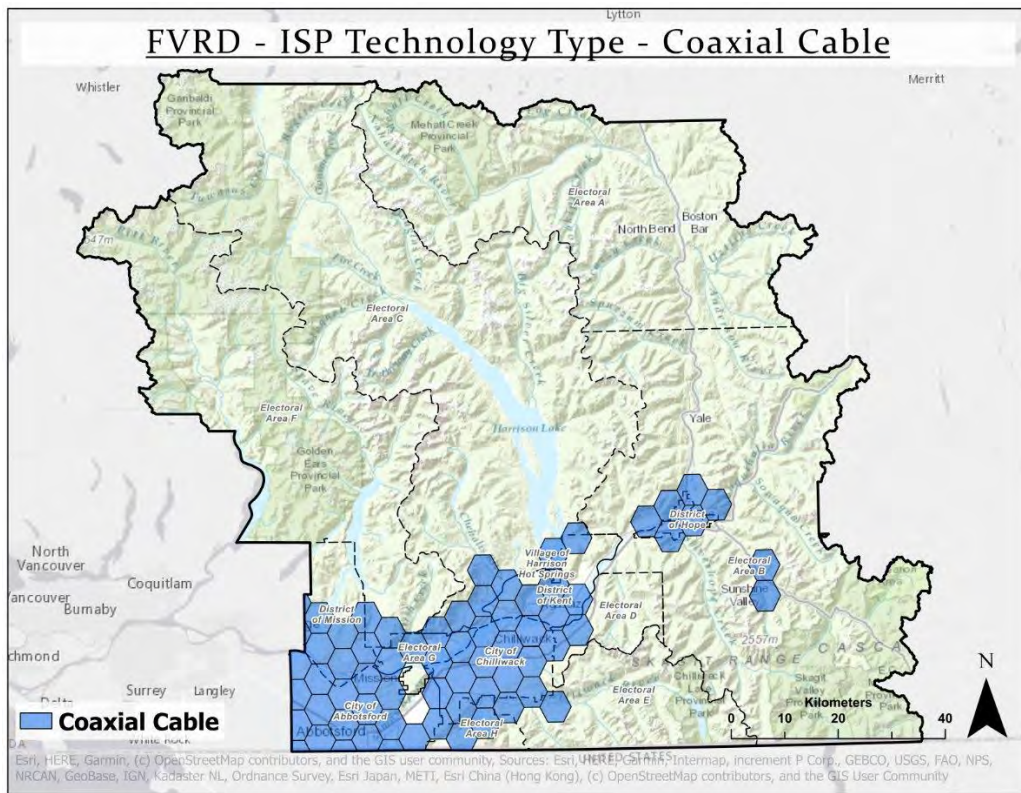 Lytton
FVRD - ISP Technology Type - Coaxial Cable
Whistler
Merritt
Garibaldi
Provincial
Park
Mehatl Creek
Provincial
Park
Electoral
Area A
North Bend
Boston
Bar
Electoral
Area C
Big Silver Creek
Harrison Lake
Yale
Electoral
Area F
Golden
Ears
Provincial
Park
District
of Hope
Electoral
Area B
Sunshine
Valley
North
Vancouver
Coquitlam
Burnaby
Village of
Harrison
Hot Springs
District
of Kent
Electoral
Area D
District
of Mission
Electoral
Area G
Chilliwack
City of
Chilliwack
2557m
Mission
Surrey
Langley
City of
Abbotsford
Abbotsford
Electoral
Area H
Electoral
Area E
Skagit
Valley
Provincial
N
Kilometers
0
10
20
40
Coaxial Cable
UNITED STATES
Esri, HERE, Garmin, (c) OpenStreetMap contributors, and the GIS user community, Sources: Esri, HERE, Garmin, Intermap, increment P Corp., GEBCO, USGS, FAO, NPS,
NRCAN, GeoBase, IGN, Kadaster NL, Ordnance Survey, Esri Japan, METI, Esri China (Hong Kong), (c) OpenStreetMap contributors, and the GIS User Community